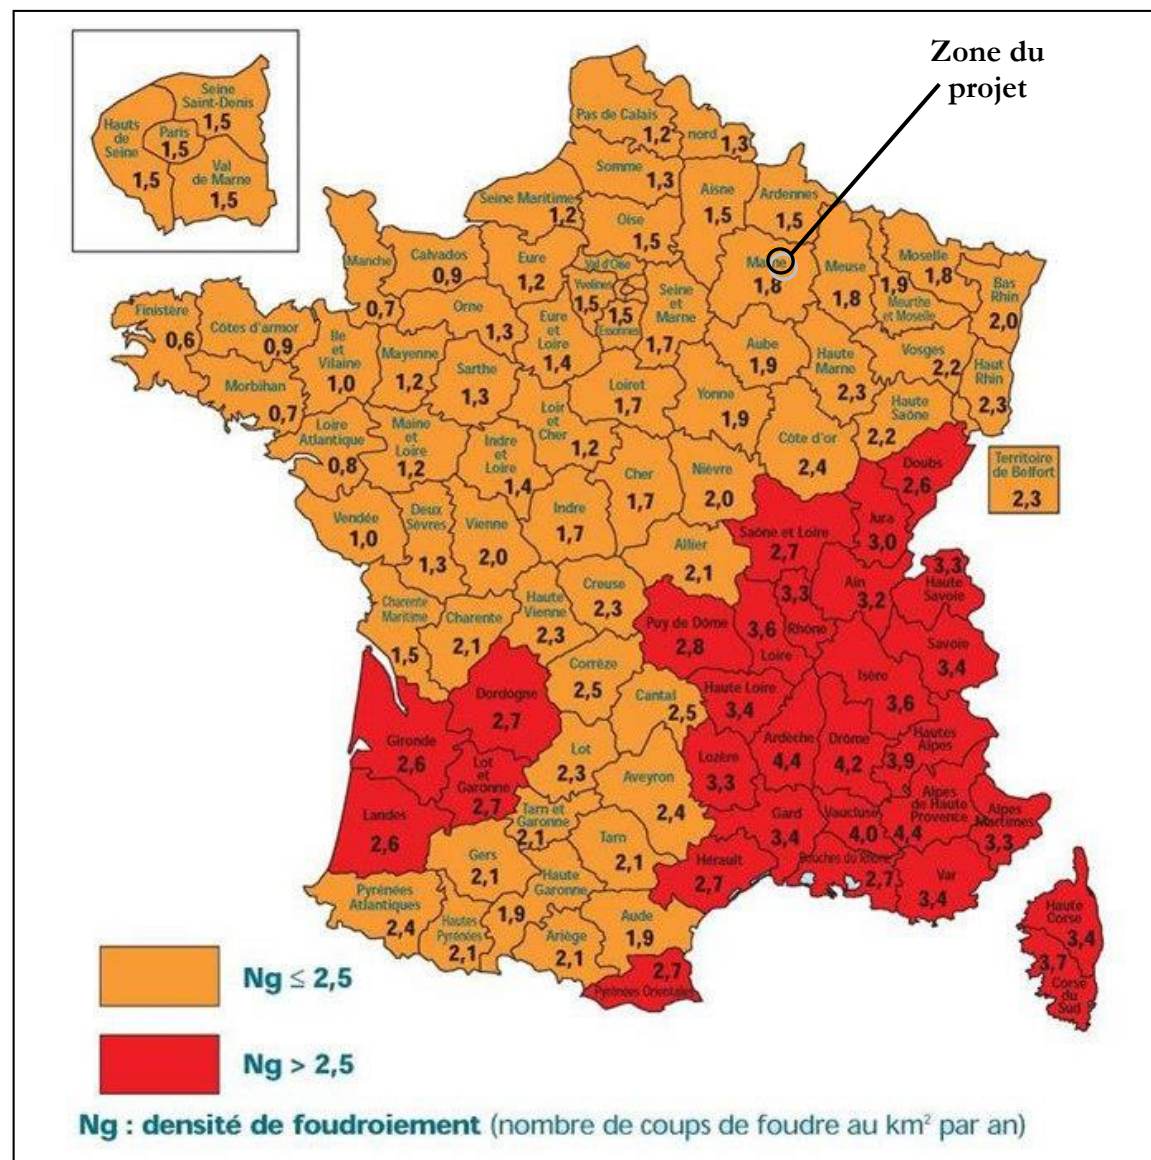 Zone du
projet
Seine
Saint-Denis
1,5
Hauts
de
Seine
1,5
Paris
1,5
Val
de Marne
1,5
Pas de Calais
1,2
nord
1,3
Somme
1,3
Seine Maritime
1,2
Aisne
1,5
Ardennes
1,5
Oise
1,5
Manche
0,7
Calvados
0,9
Eure
1,2
Val d'Oise
Yvelines
1,5
1,5
Essonnes
Seine
et
Marne
1,7
Marne
1,8
Meuse
1,8
1,9
Meurthe
et Moselle
Moselle
1,8
Bas
Rhin
2,0
Finistère
0,6
Côtes d'armor
0,9
Orne
1,3
Eure
et
Loire
1,4
Ile
et
Vilaine
1,0
Mayenne
1,2
Sarthe
1,3
Morbihan
0,7
Aube
1,9
Haute
Marne
2,3
Vosges
2,2
Haut
Rhin
2,3
Loiret
1,7
Yonne
1,9
Haute
Saône
2,2
Loire
Atlantique
0,8
Maine
et
Loire
1,2
Indre
et
Loire
1,4
Loir
et
Cher
1,2
Côte d'or
2,4
Doubs
2,6
Territoire
de Belfort
2,3
Cher
1,7
Nièvre
2,0
Vendée
1,0
Deux
Sèvres
1,3
Vienne
2,0
Indre
1,7
Saône et Loire
2,7
Jura
3,0
Allier
2,1
Creuse
2,3
Haute
Vienne
2,3
Charente
Maritime
1,5
Charente
2,1
Puy de Dôme
2,8
3,6
Loire
3,3
Rhône
Ain
3,2
3,3
Haute
Savoie
Savoie
3,4
Corrèze
2,5
Dordogne
2,7
Cantal
2,5
Haute Loire
3,4
Isère
3,6
Gironde
2,6
Lot
et
Garonne
2,7
Lot
2,3
Aveyron
2,4
Lozère
3,3
Ardèche
4,4
Drôme
4,2
Hautes
Alpes
3,9
Landes
2,6
Tarn et
Garonne
2,1
Tarn
2,1
Gard
3,4
Vaucluse
4,0
Alpes
de Haute
Provence
4,4
Alpes
Maritimes
3,3
Gers
2,1
Haute
Garonne
1,9
Hérault
2,7
Bouches du Rhône
2,7
Var
3,4
Pyrénées
Atlantiques
2,4
Hautes
Pyrénées
2,1
Ariège
2,1
Aude
1,9
2,7
Pyrénées Orientales
Haute
Corse
3,4
3,7
Corse
du
Sud
Ng ≤ 2,5
Ng > 2,5
Ng : densité de foudroiement (nombre de coups de foudre au km² par an)